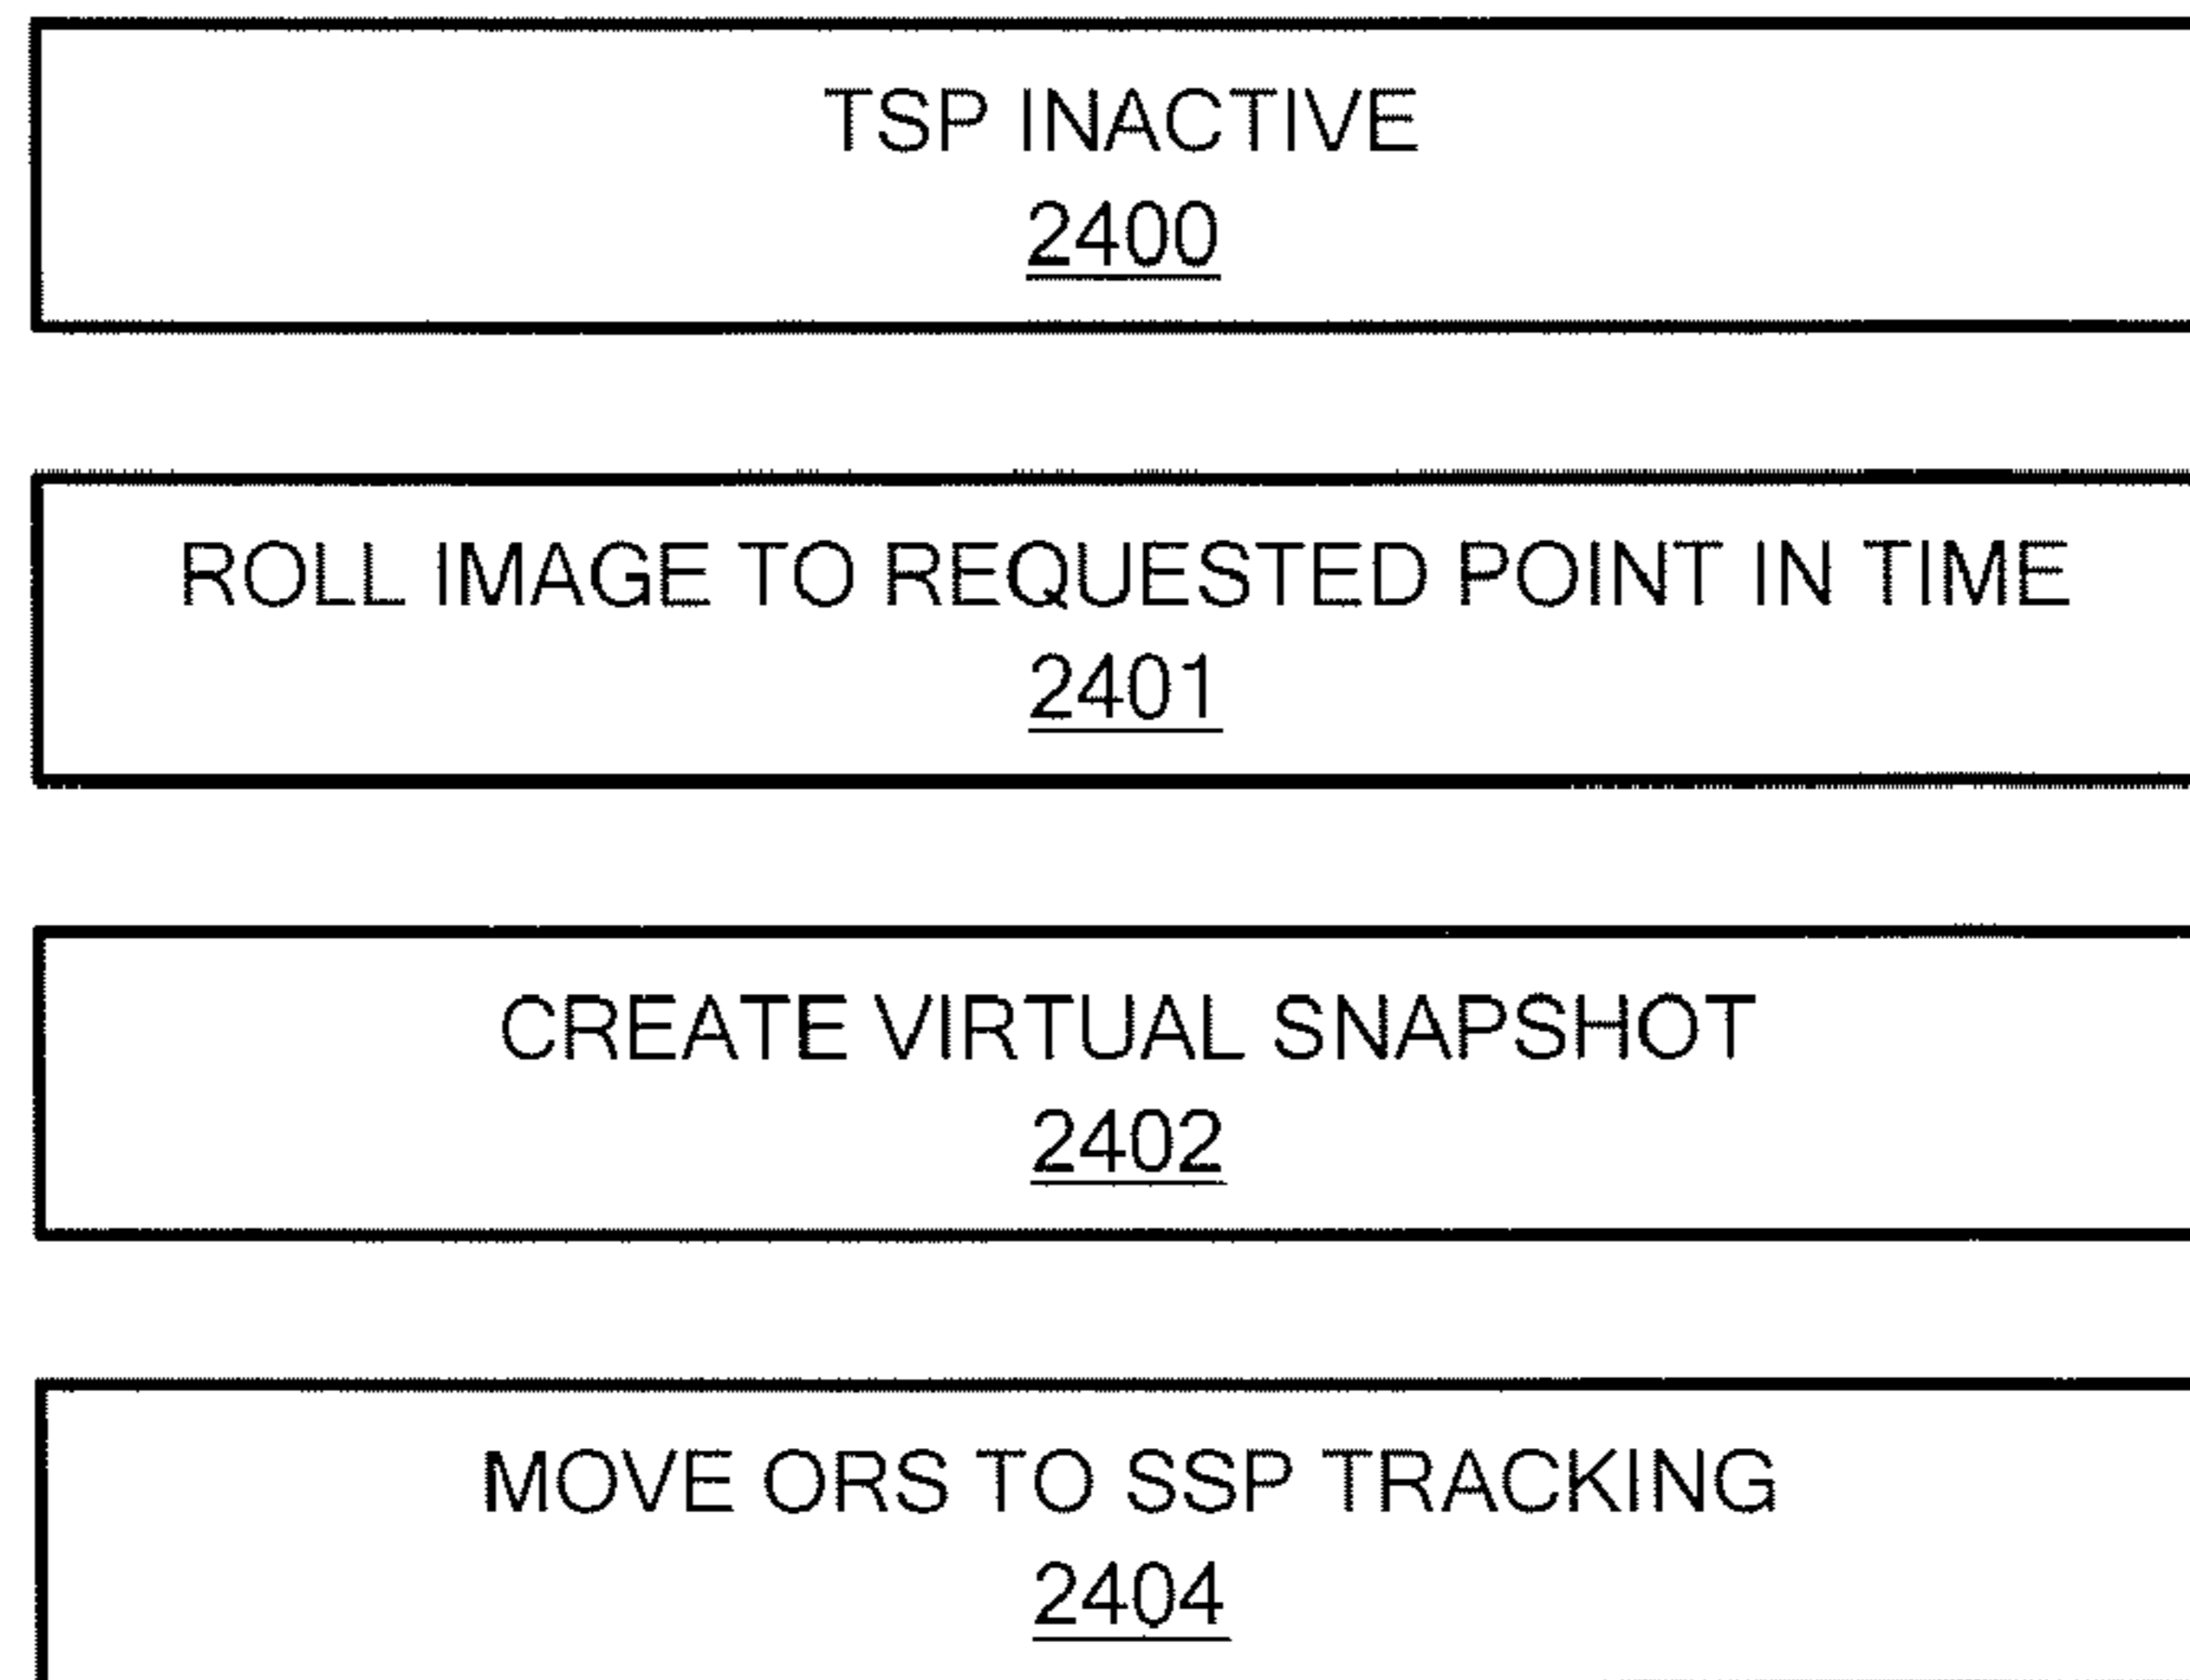 TSP INACTIVE
2400
ROLL IMAGE TO REQUESTED POINT IN TIME
2401
CREATE VIRTUAL SNAPSHOT
2402
MOVE ORS TO SSP TRACKING
2404